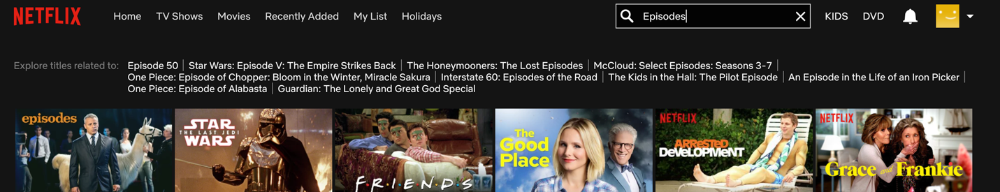 NETFLIX Home TV Shows Movies Recently Added My List Holidays Episodes KIDS DVD
Explore titles related to: Episode 50 | Star Wars: Episode V: The Empire Strikes Back | The Honeymooners: The Lost Episodes | McCloud: Select Episodes: Seasons 3-7 |
One Piece: Episode of Chopper: Bloom in the Winter, Miracle Sakura | Interstate 60: Episodes of the Road | The Kids in the Hall: The Pilot Episode | An Episode in the Life of an Iron Picker |
One Piece: Episode of Alabasta | Guardian: The Lonely and Great God Special
episodes
STAR
THE LAST JEDI
WARS
F.R.I.E.N.D.S
The
Good
Place
NETFLIX
ARRESTED
DEVELOPMENT
NETFLIX
Grace and Frankie